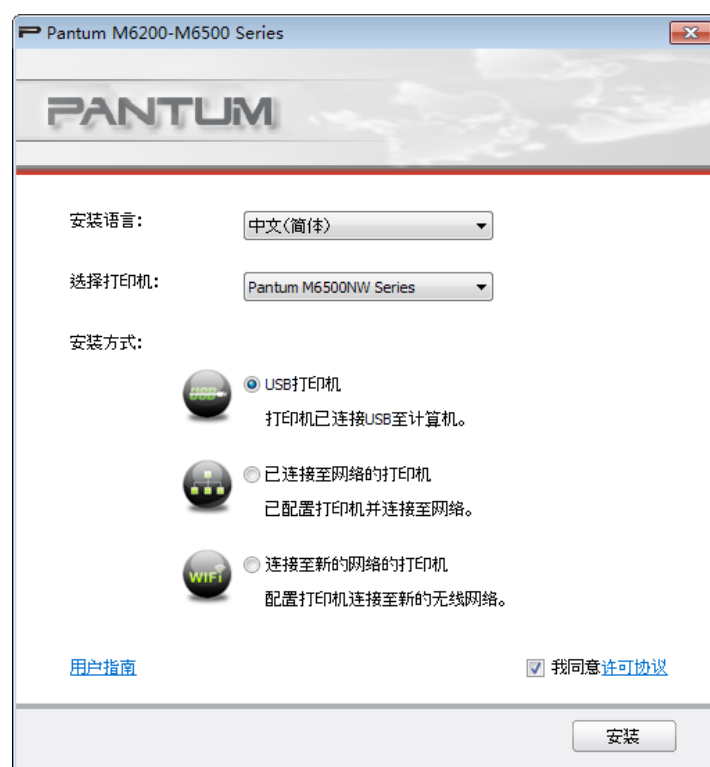 Pantum M6200-M6500 Series
PANTUM
安装语言:
中文(简体)
选择打印机:
Pantum M6500NW Series
安装方式:
USB
USB打印机
打印机已连接USB至计算机。
已连接至网络的打印机
已配置打印机并连接至网络。
WiFi
连接至新的网络的打印机
配置打印机连接至新的无线网络。
用户指南
我同意许可协议
安装